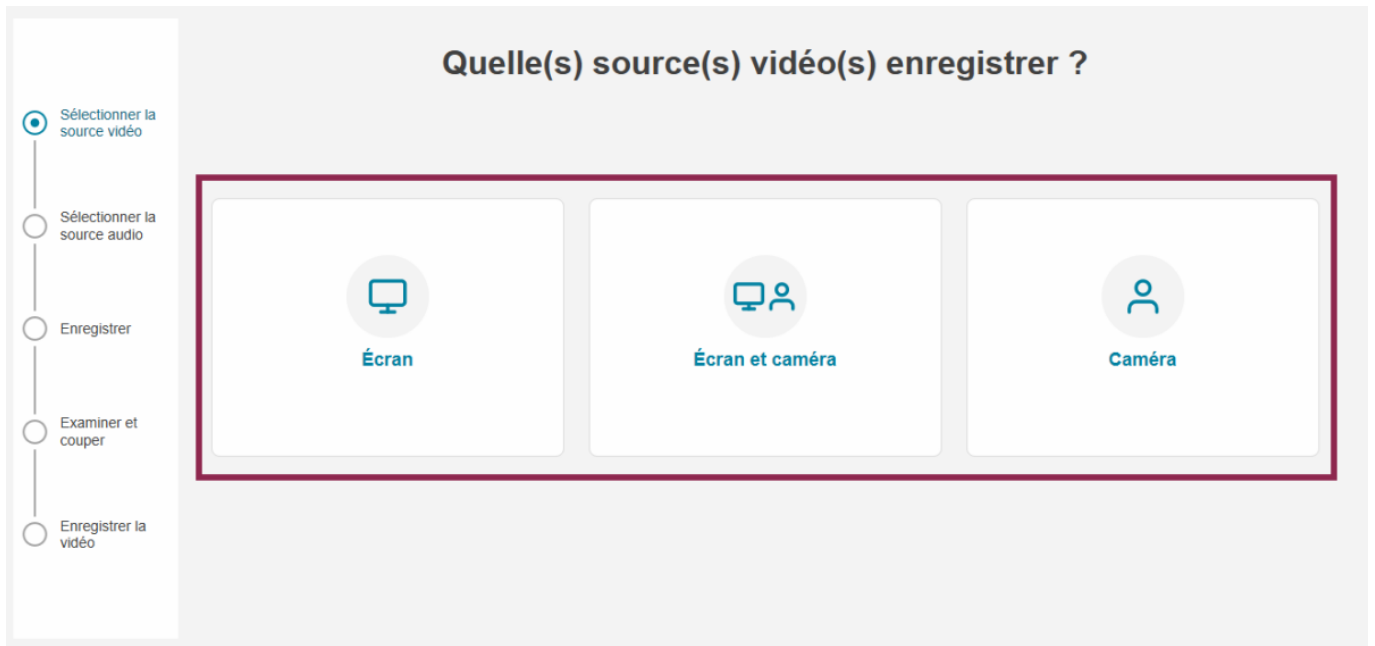 Quelle(s) source(s) vidéo(s) enregistrer ?
Sélectionner la
source vidéo
Sélectionner la
source audio
Enregistrer
Examiner et
couper
Enregistrer la
vidéo
Écran
Écran et caméra
Caméra